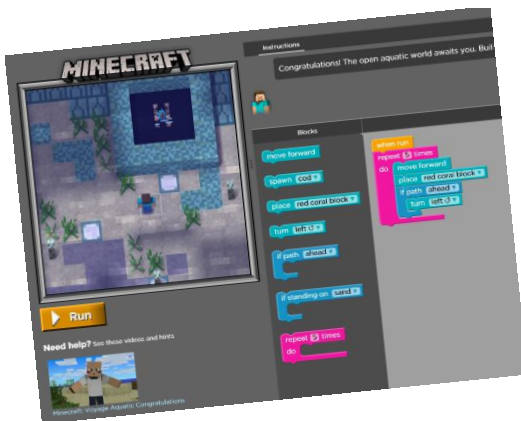 MINECRAFT
Instructions
Congratulations! The open aquatic world awaits you. Buil
Blocks
move forward
spawn cod
place red coral block
turn left ↺
if path ahead
if standing on sand
repeat 5 times
do
when run
repeat 5 times
do move forward
place red coral block
if path ahead
turn left ↺
Run
Need help? See these videos and hints
Minecraft: Voyage Aquatic Congratulations